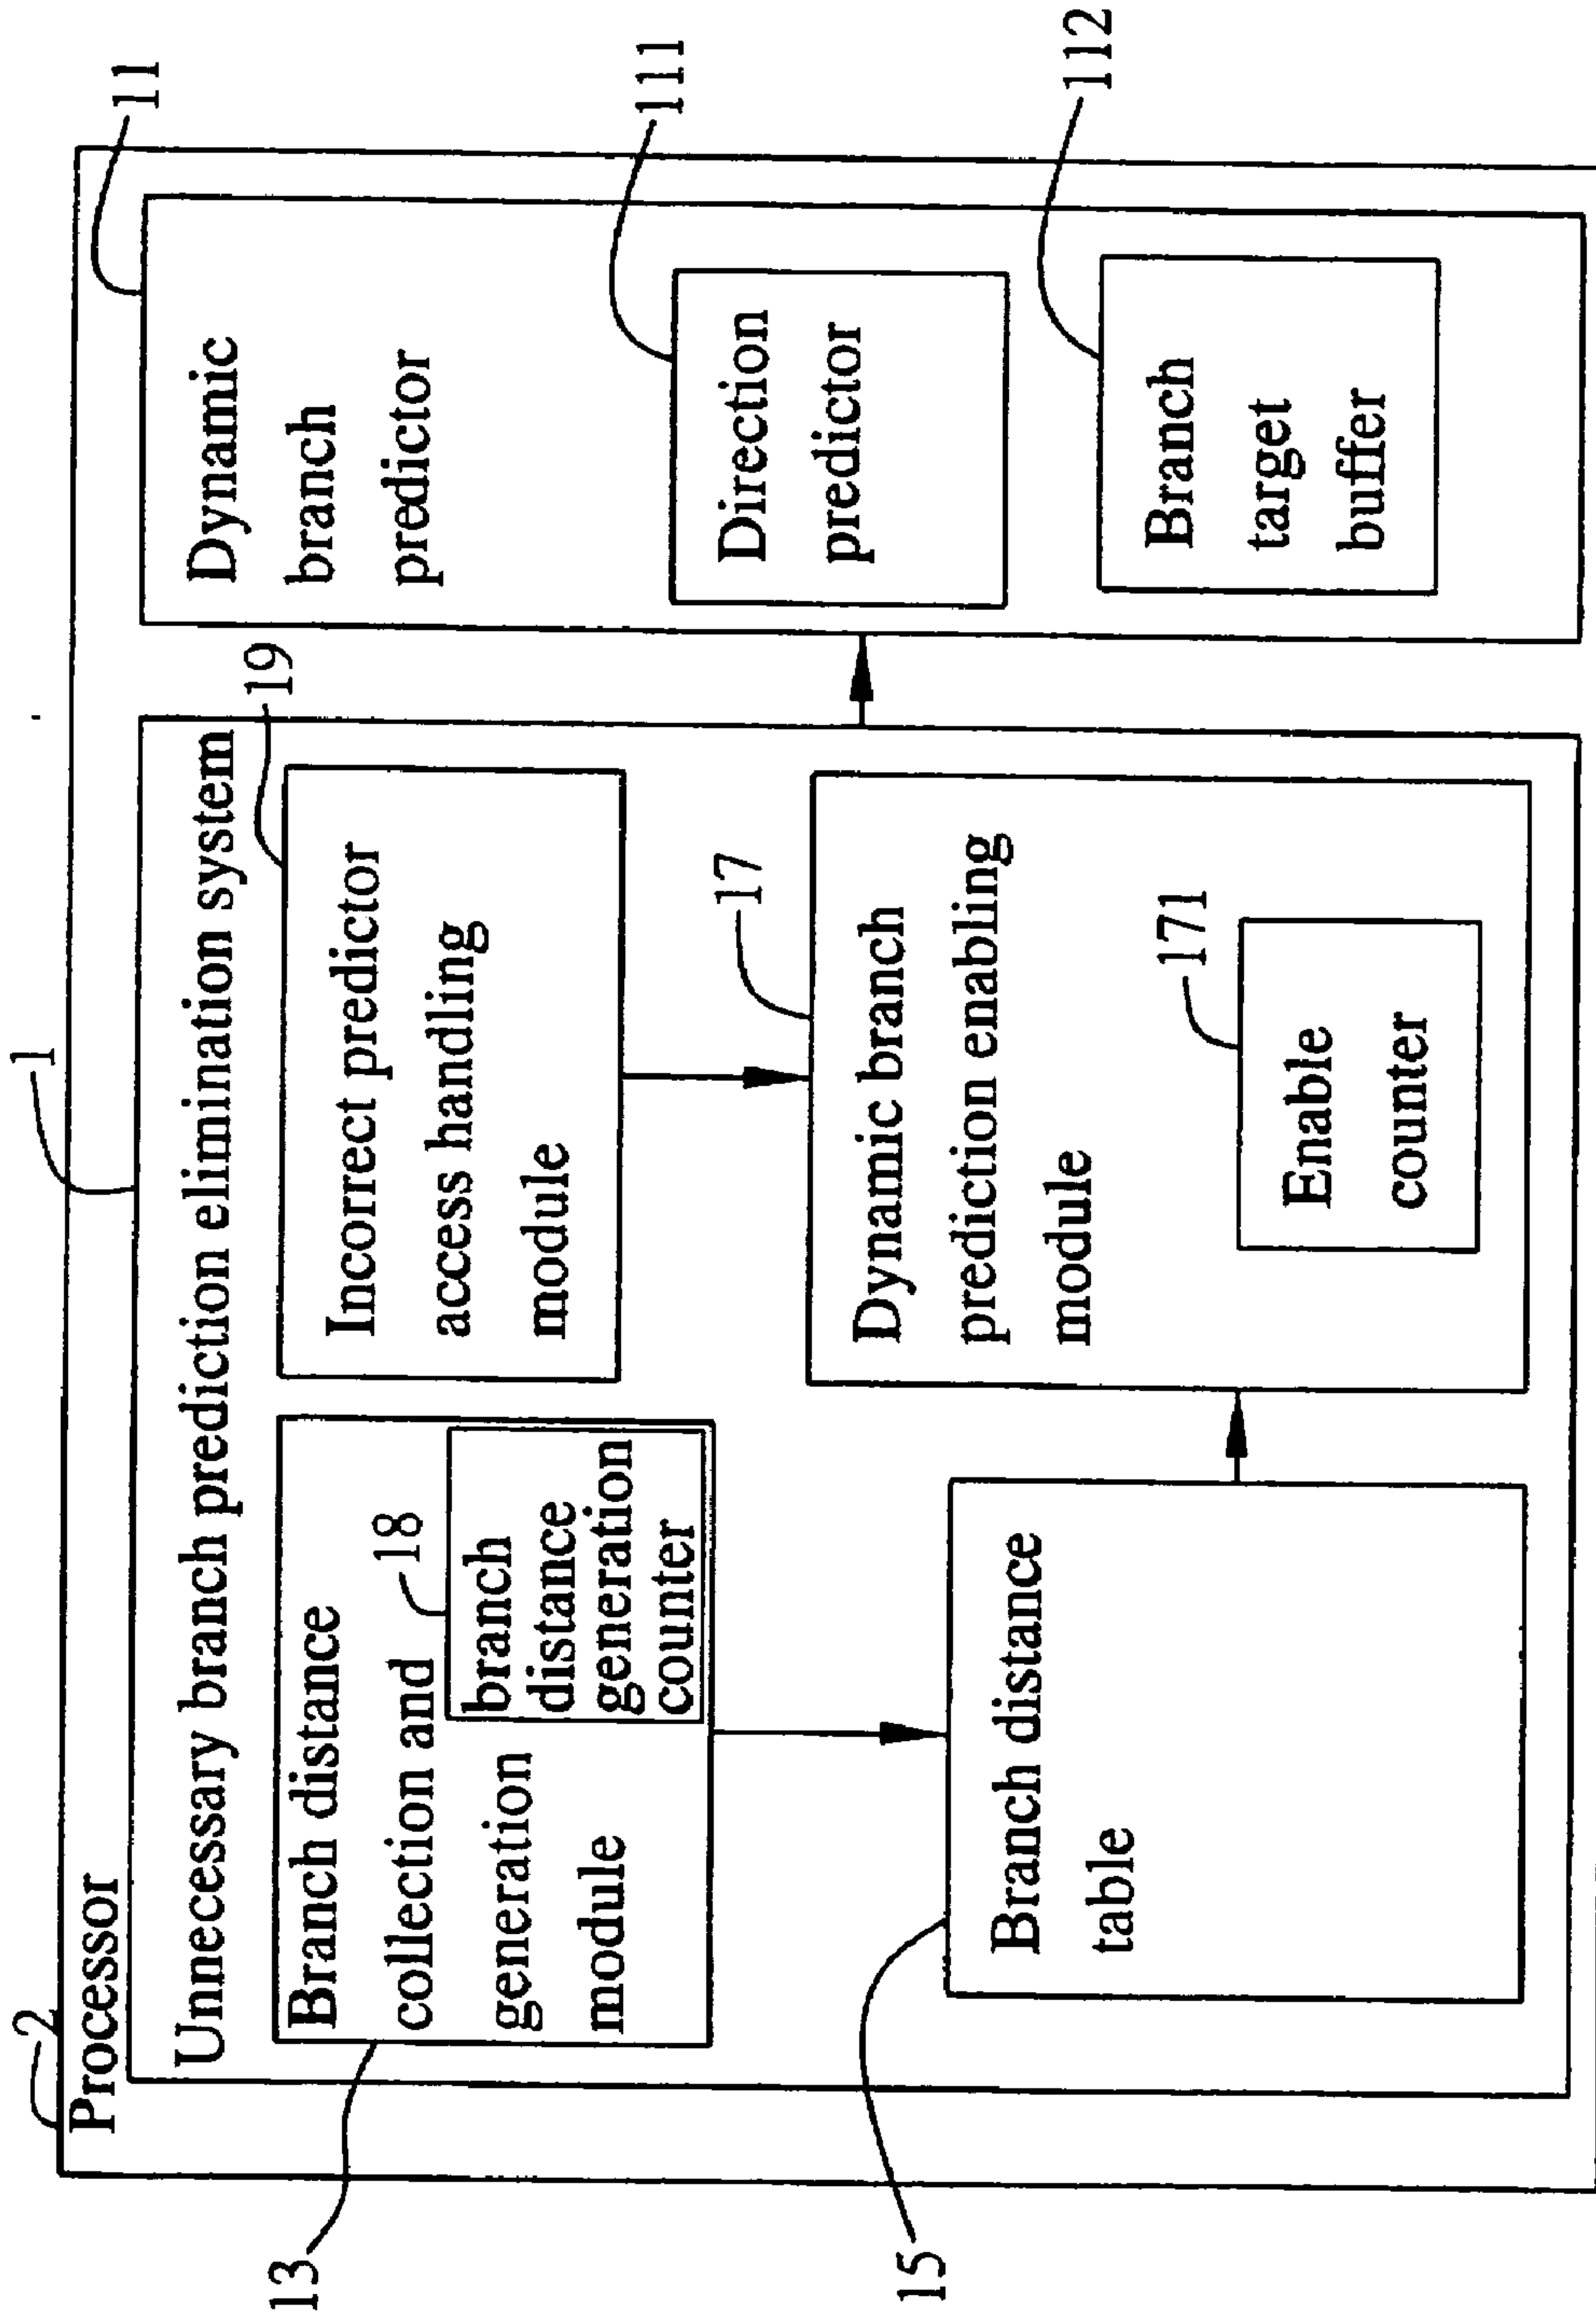 2
Processor
1
Unnecessary branch prediction elimination system
13
Branch distance
collection and
generation
module
18
branch
distance
generation
counter
19
Incorrect predictor
access handling
module
15
Branch distance
table
17
Dynamic branch
prediction enabling
module
171
Enable
counter
11
Dynamic
branch
predictor
111
Direction
predictor
112
Branch
target
buffer